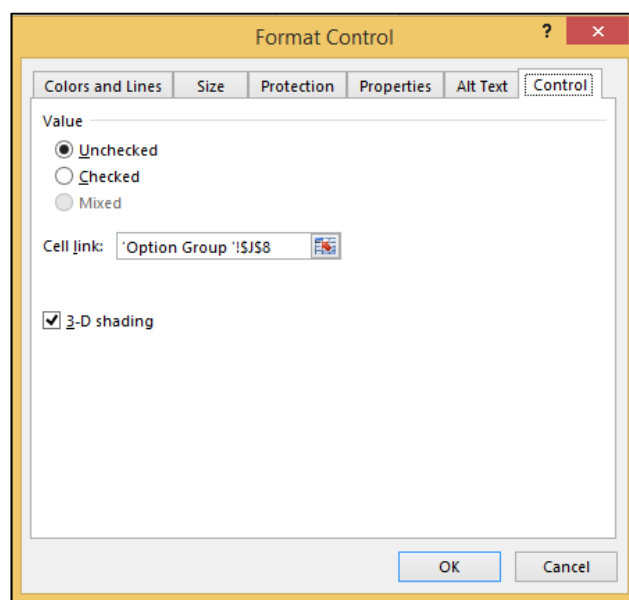 Format Control
? ×
Colors and Lines Size Protection Properties Alt Text Control
Value
Unchecked
Checked
Mixed
Cell link: 'Option Group '!$J$8
3-D shading
OK Cancel